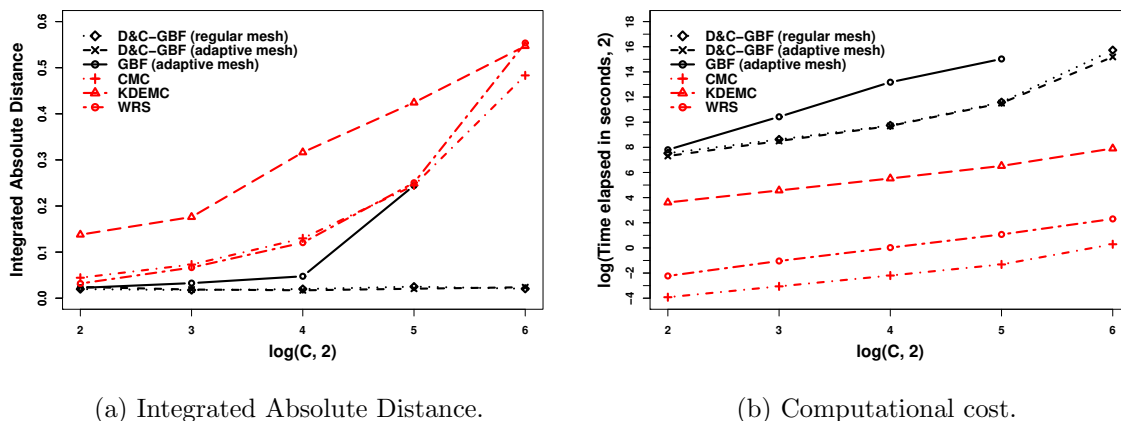 Integrated Absolute Distance
0.0 0.1 0.2 0.3 0.4 0.5 0.6
D&C-GBF (regular mesh)
D&C-GBF (adaptive mesh)
GBF (adaptive mesh)
CMC
KDEMC
WRS
2 3 4 5 6
log(C, 2)
(a) Integrated Absolute Distance.
log(Time elapsed in seconds, 2)
-4 -2 0 2 4 6 8 10 12 14 16 18
D&C-GBF (regular mesh)
D&C-GBF (adaptive mesh)
GBF (adaptive mesh)
CMC
KDEMC
WRS
2 3 4 5 6
log(C, 2)
(b) Computational cost.